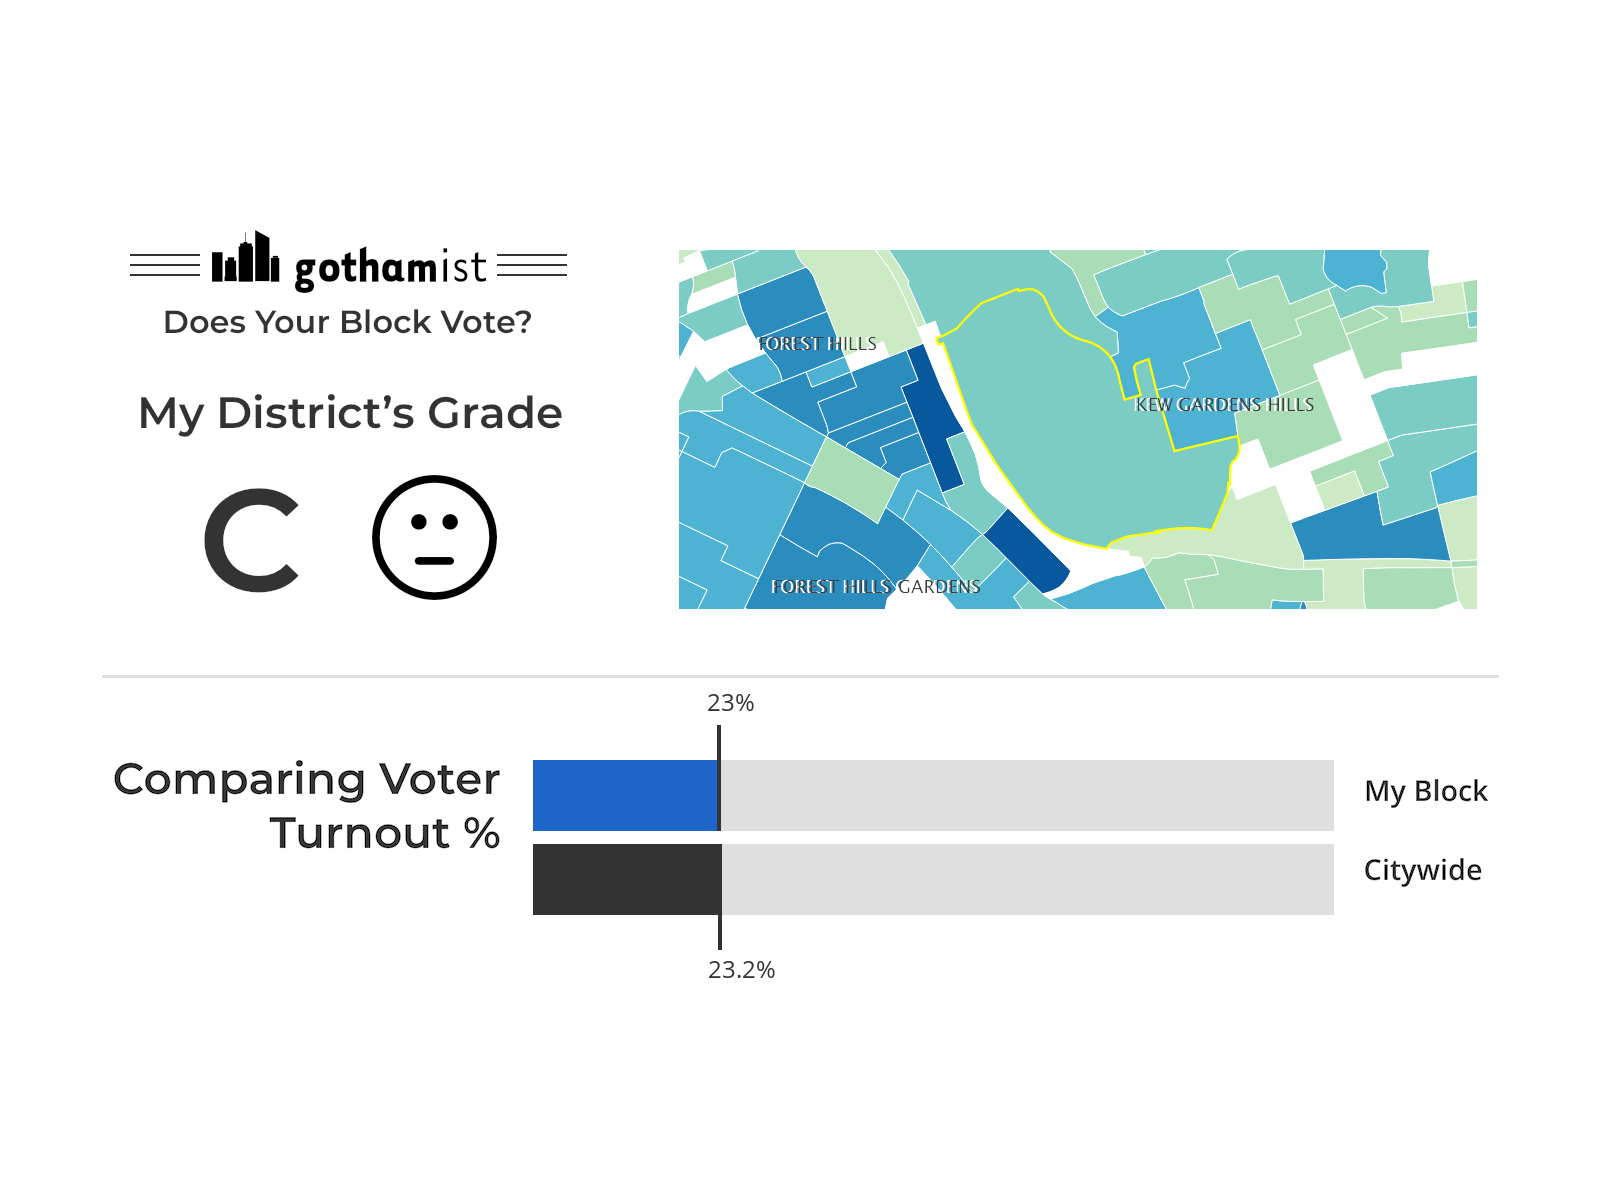 gothamist
Does Your Block Vote?
My District's Grade
C
FOREST HILLS
KEW GARDENS HILLS
FOREST HILLS GARDENS
23%
Comparing Voter
Turnout %
My Block
Citywide
23.2%